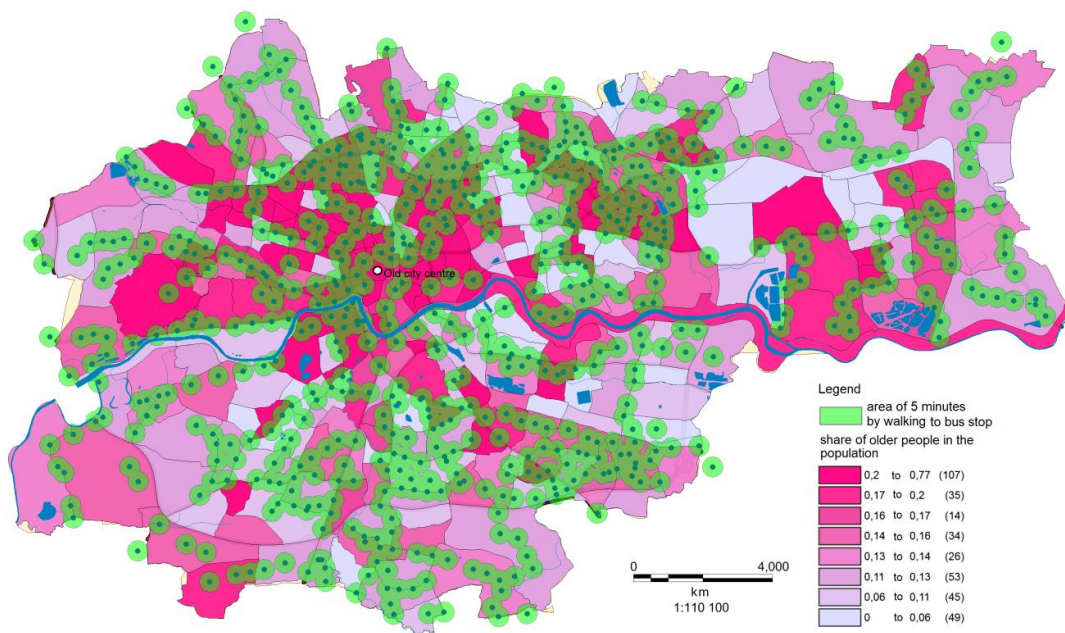 Old city centre
Legend
area of 5 minutes
by walking to bus stop
share of older people in the
population
0,2 to 0,77 (107)
0,17 to 0,2 (35)
0,16 to 0,17 (14)
0,14 to 0,16 (34)
0,13 to 0,14 (26)
0,11 to 0,13 (53)
0,06 to 0,11 (45)
0 to 0,06 (49)
0 4,000
km
1:110 100